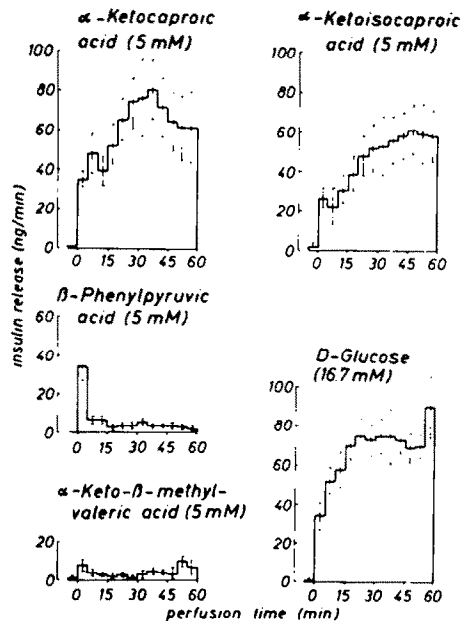 α-Ketocaproic
acid (5 mM)
100
80
60
40
20
0
0 15 30 45 60
α-Ketoisocaproic
acid (5 mM)
100
80
60
40
20
0
0 15 30 45 60
insulin release (ng/min)
ß-Phenylpyruvic
acid (5 mM)
60
40
20
0
0 15 30 45 60
D-Glucose
(16.7 mM)
100
80
60
40
20
0
0 15 30 45 60
α-Keto-ß-methyl-
valeric acid (5 mM)
20
0
0 15 30 45 60
perfusion time (min)